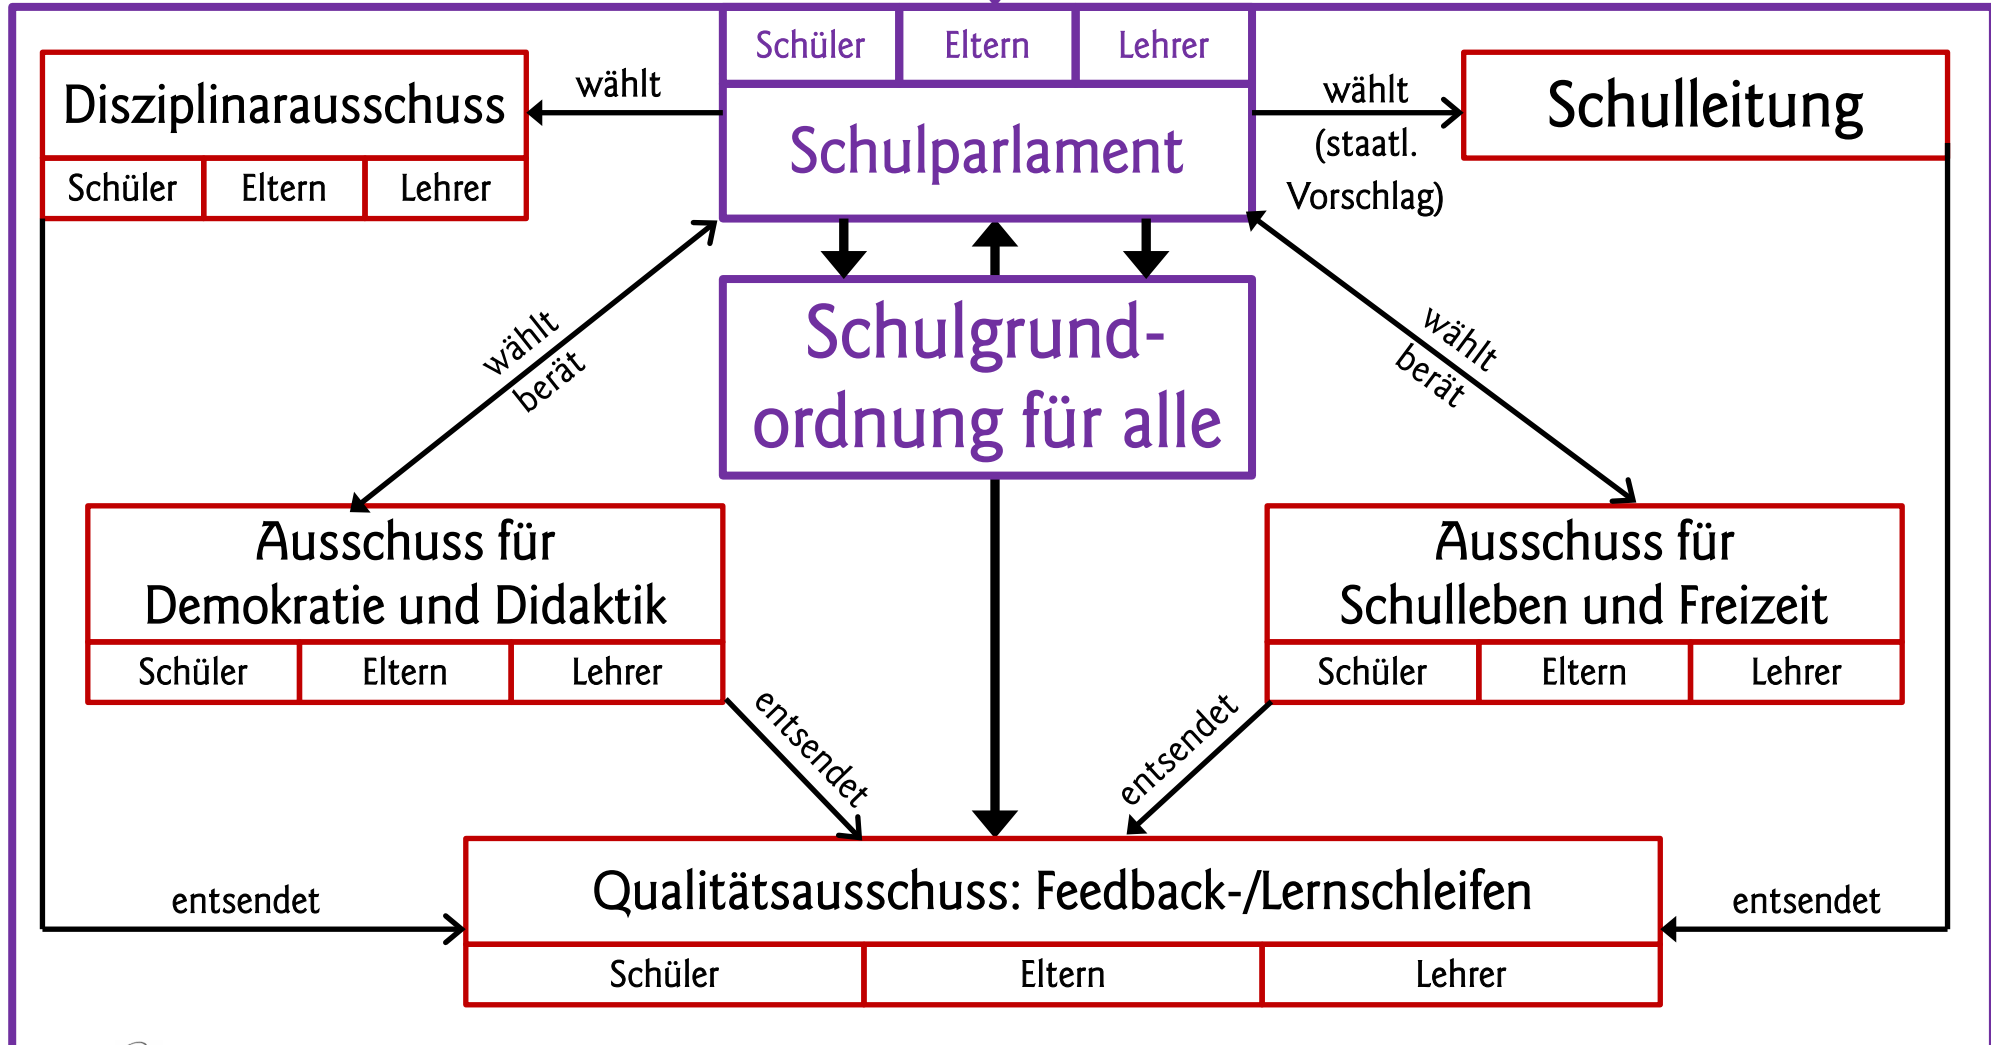 Schüler Eltern Lehrer
Disziplinarausschuss
wählt
Schulparlament
wählt
(staatl.
Vorschlag)
Schulleitung
Schüler Eltern Lehrer
Schulgrund-
ordnung für alle
wählt
berät
wählt
berät
Ausschuss für
Demokratie und Didaktik
Schüler Eltern Lehrer
Ausschuss für
Schulleben und Freizeit
Schüler Eltern Lehrer
entsendet
entsendet
entsendet
Qualitätsausschuss: Feedback-/Lernschleifen
entsendet
Schüler Eltern Lehrer